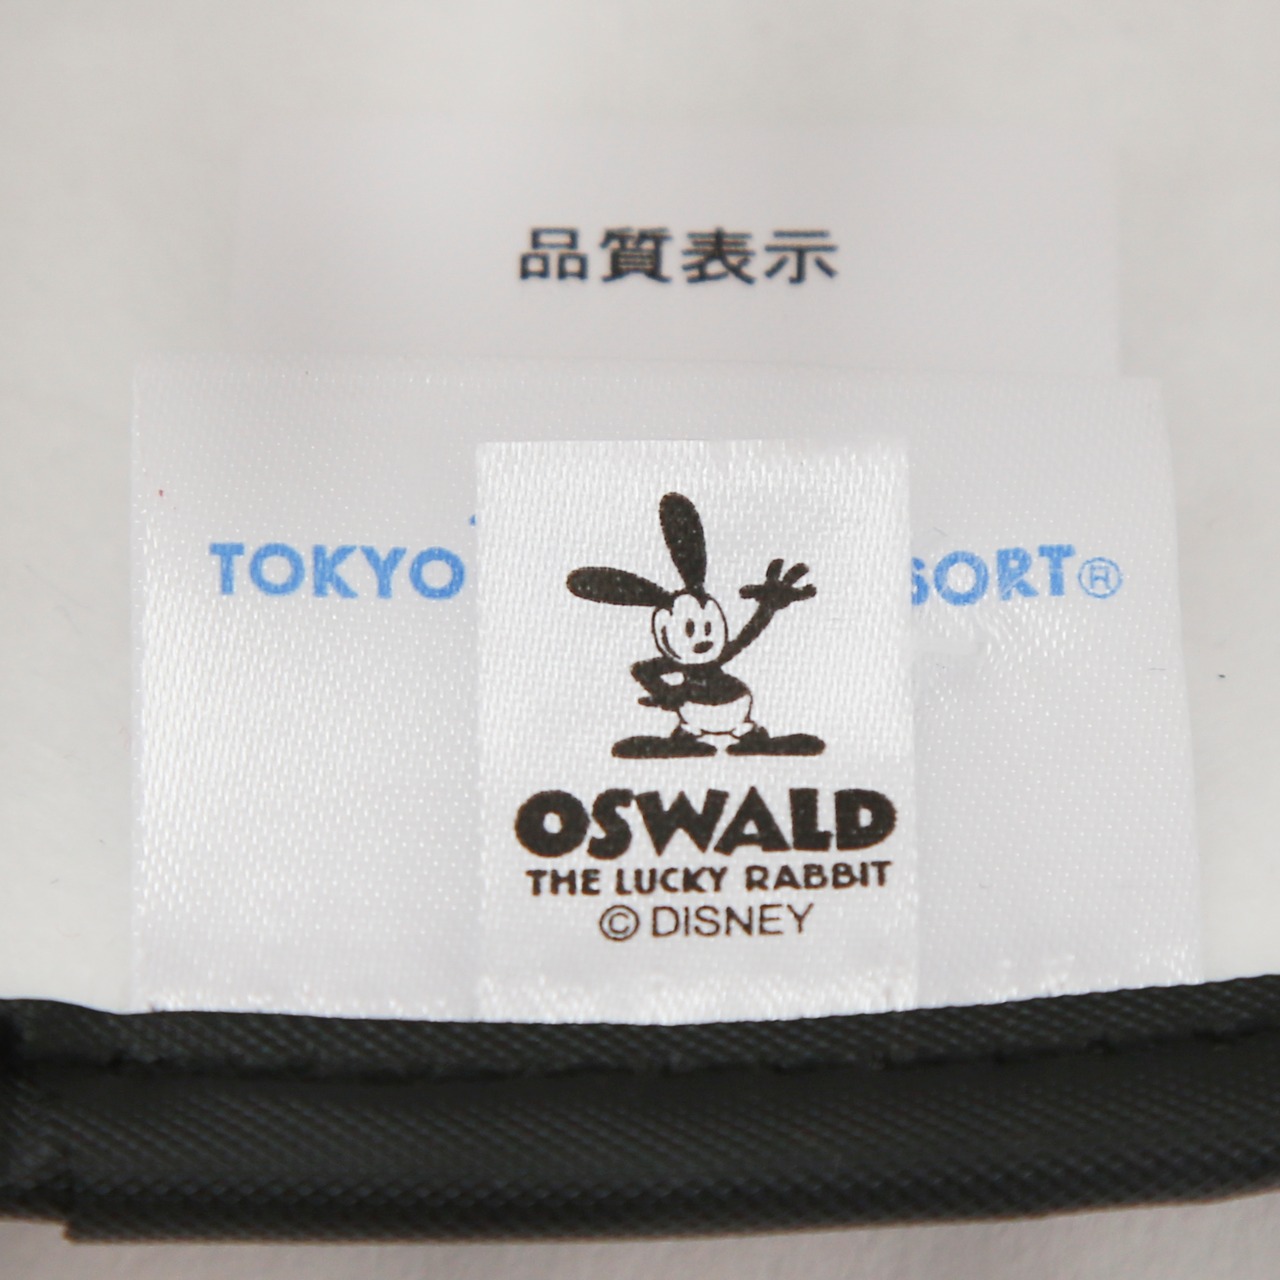 品質表示
TOKYO
SORT®
OSWALD
THE LUCKY RABBIT
© DISNEY